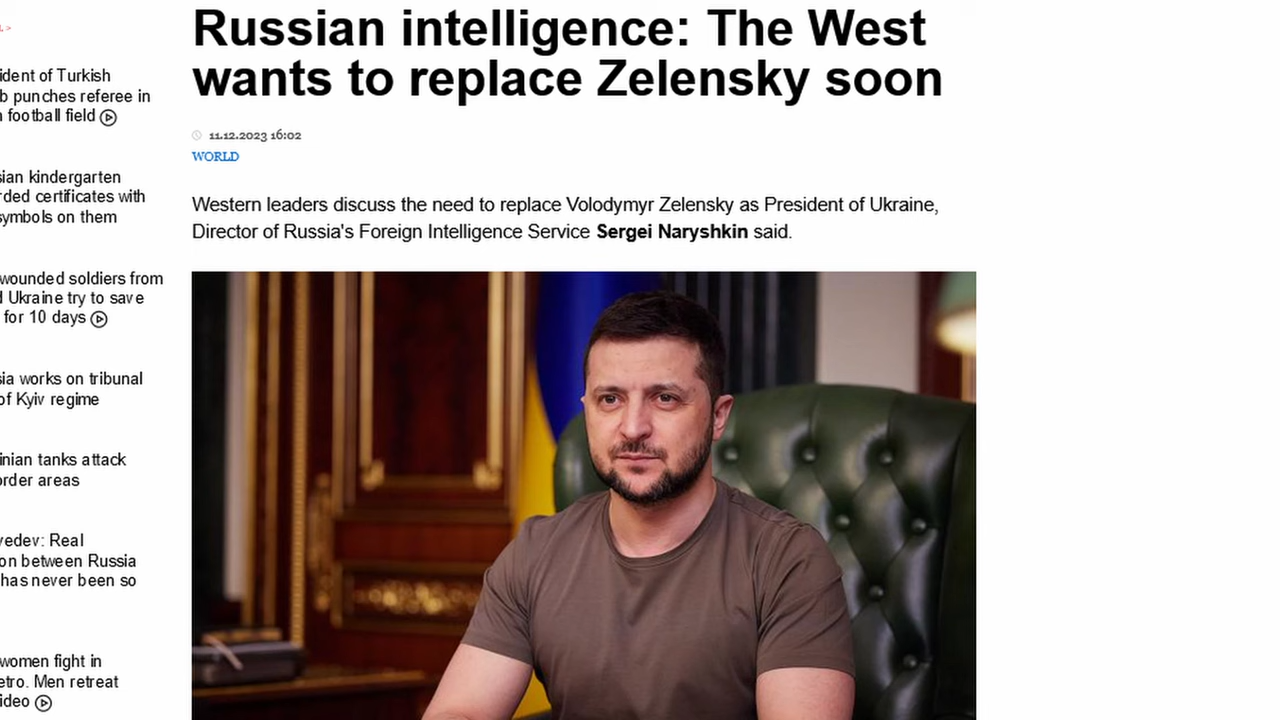 Russian intelligence: The West
wants to replace Zelensky soon
11.12.2023 16:02
WORLD
Western leaders discuss the need to replace Volodymyr Zelensky as President of Ukraine,
Director of Russia's Foreign Intelligence Service Sergei Naryshkin said.
ident of Turkish
b punches referee in
football field
sian kindergarten
rded certificates with
symbols on them
wounded soldiers from
Ukraine try to save
for 10 days
sia works on tribunal
of Kyiv regime
inian tanks attack
order areas
vedev: Real
on between Russia
has never been so
women fight in
etro. Men retreat
ideo